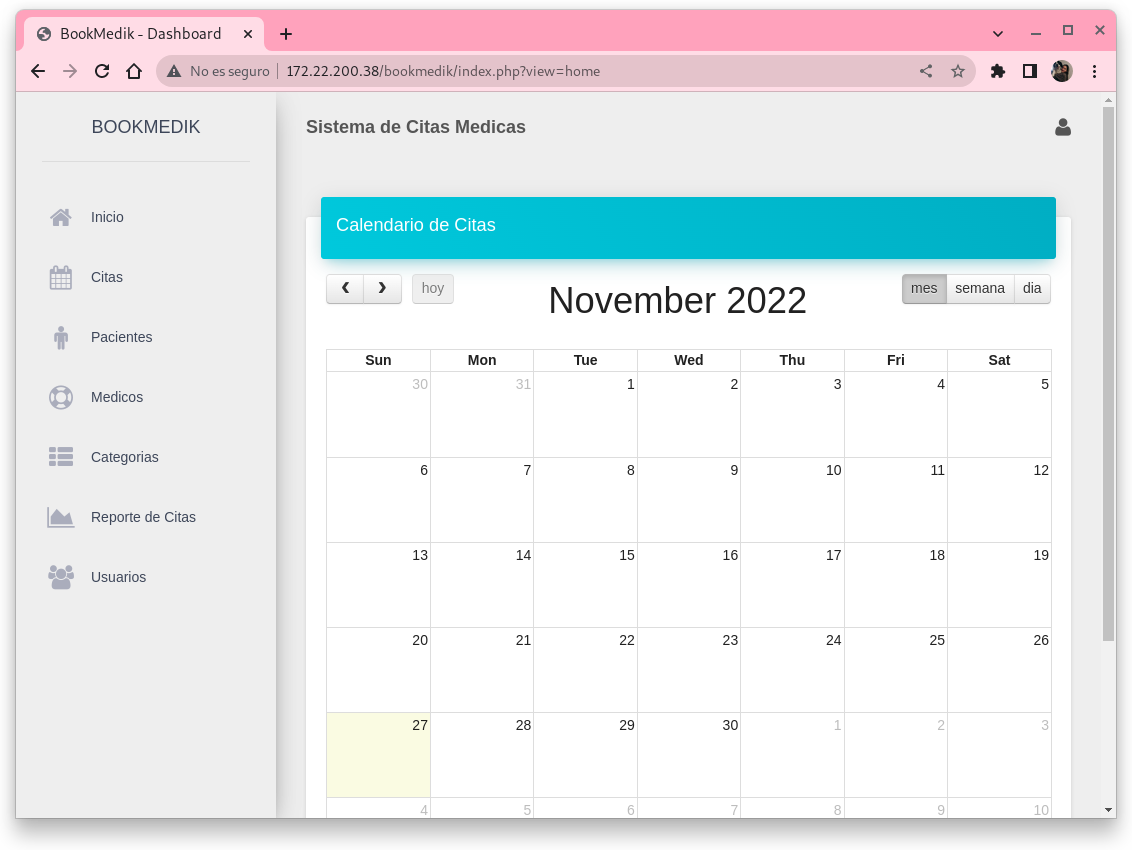 BookMedik - Dashboard
No es seguro 172.22.200.38/bookmedik/index.php?view=home
BOOKMEDIK
Inicio
Citas
Pacientes
Medicos
Categorias
Reporte de Citas
Usuarios
Sistema de Citas Medicas
Calendario de Citas
hoy
November 2022
mes semana dia
Sun Mon Tue Wed Thu Fri Sat
30 31 1 2 3 4 5
6 7 8 9 10 11 12
13 14 15 16 17 18 19
20 21 22 23 24 25 26
27 28 29 30 1 2 3
4 5 6 7 8 9 10